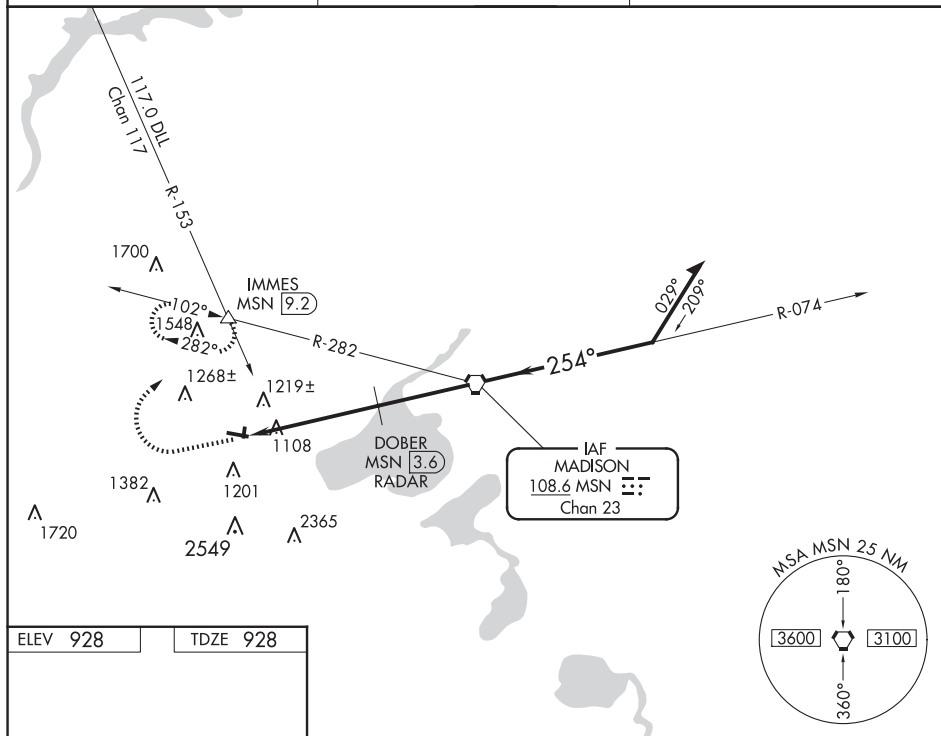 117.0 DLL
Chan 117
R-153
1700
IMMES
MSN 9.2
102°
1548
282°
R-282
029°
209°
R-074
254°
1268±
1219±
1108
DOBER
MSN 3.6
RADAR
IAF
MADISON
108.6 MSN
Chan 23
1382
1201
1720
2549
2365
MSA MSN 25 NM
180°
3600
3100
360°
ELEV 928
TDZE 928